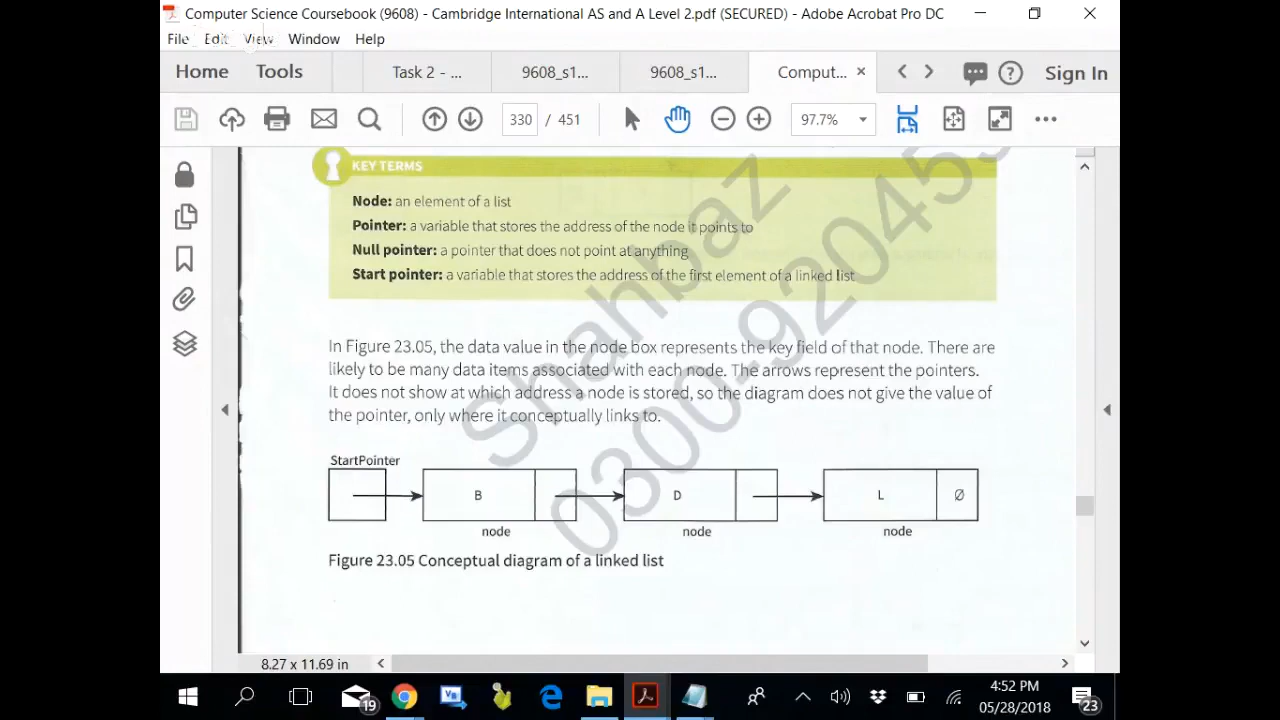 Computer Science Coursebook (9608) - Cambridge International AS and A Level 2.pdf (SECURED) - Adobe Acrobat Pro DC
File Edit View Window Help
Home Tools Task 2 - ... 9608_s1... 9608_s1... Comput... × Sign In
330 / 451 97.7%
KEY TERMS
Node: an element of a list
Pointer: a variable that stores the address of the node it points to
Null pointer: a pointer that does not point at anything
Start pointer: a variable that stores the address of the first element of a linked list
In Figure 23.05, the data value in the node box represents the key field of that node. There are
likely to be many data items associated with each node. The arrows represent the pointers.
It does not show at which address a node is stored, so the diagram does not give the value of
the pointer, only where it conceptually links to.
StartPointer
B D L Ø
node node node
Figure 23.05 Conceptual diagram of a linked list
Shahbaz
8.27 x 11.69 in
19
4:52 PM
05/28/2018
23